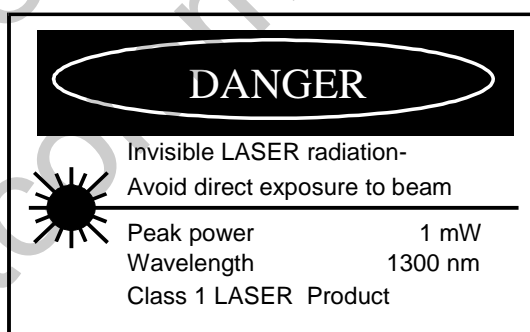 DANGER
Invisible LASER radiation-
Avoid direct exposure to beam
Peak power 1 mW
Wavelength 1300 nm
Class 1 LASER Product